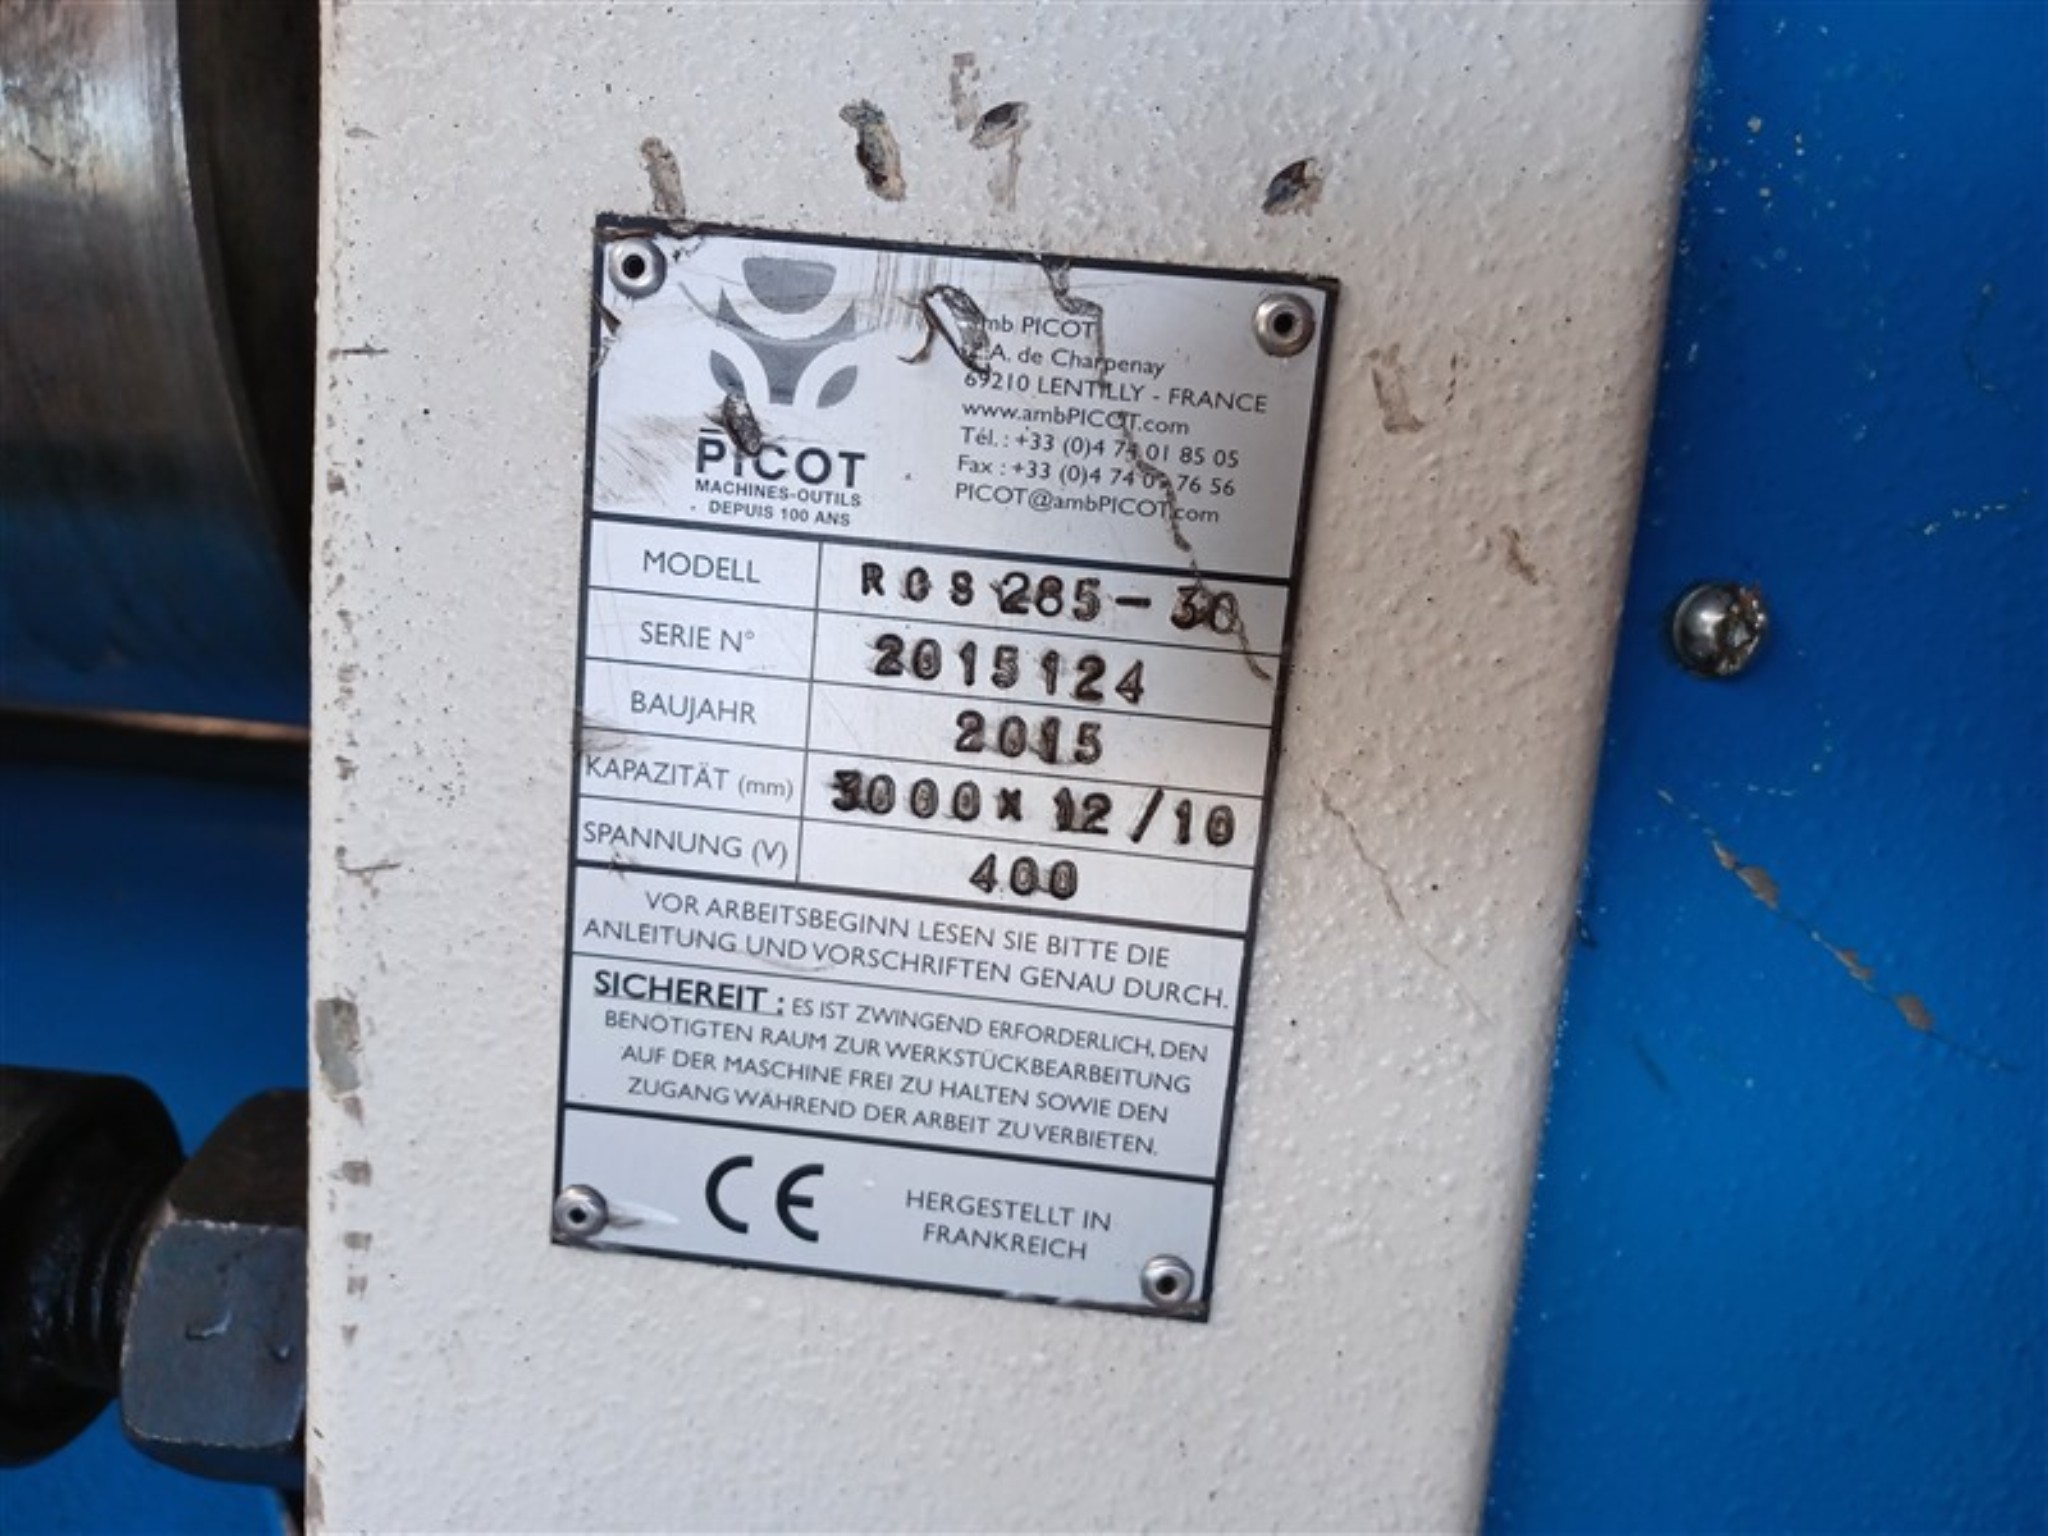 PICOT
MACHINES-OUTILS
DEPUIS 100 ANS
PICOT
de Charpenay
69210 LENTILLY - FRANCE
www.ambPICOT.com
Tél. : +33 (0)4 74 01 85 05
Fax : +33 (0)4 74 76 56
PICOT@ambPICOT.com
MODELL RCS 285-30
SERIE N° 2015124
BAUJAHR 2015
KAPAZITÄT (mm) 3000 x 12/10
SPANNUNG (V) 400
VOR ARBEITSBEGINN LESEN SIE BITTE DIE
ANLEITUNG UND VORSCHRIFTEN GENAU DURCH.
SICHEREIT : ES IST ZWINGEND ERFORDERLICH, DEN
BENÖTIGTEN RAUM ZUR WERKSTÜCKBEARBEITUNG
AUF DER MASCHINE FREI ZU HALTEN SOWIE DEN
ZUGANG WÄHREND DER ARBEIT ZU VERBIETEN.
CE HERGESTELLT IN
FRANKREICH